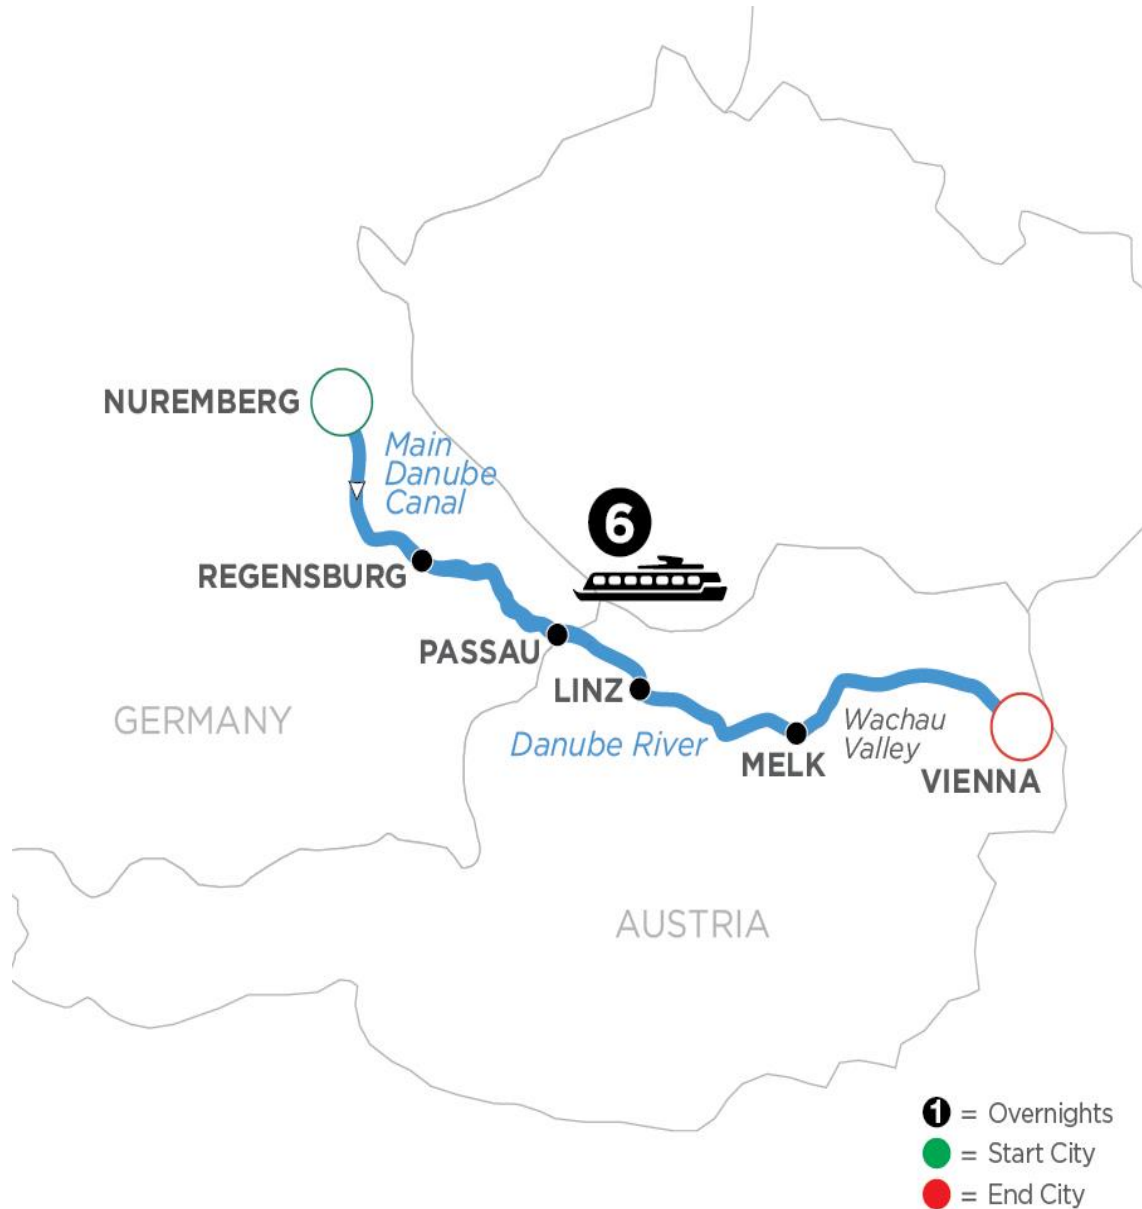 NUREMBERG
Main
Danube
Canal
6
REGENSBURG
PASSAU
LINZ
GERMANY
Danube River
Wachau
Valley
MELK
VIENNA
AUSTRIA
1 = Overnights
= Start City
= End City